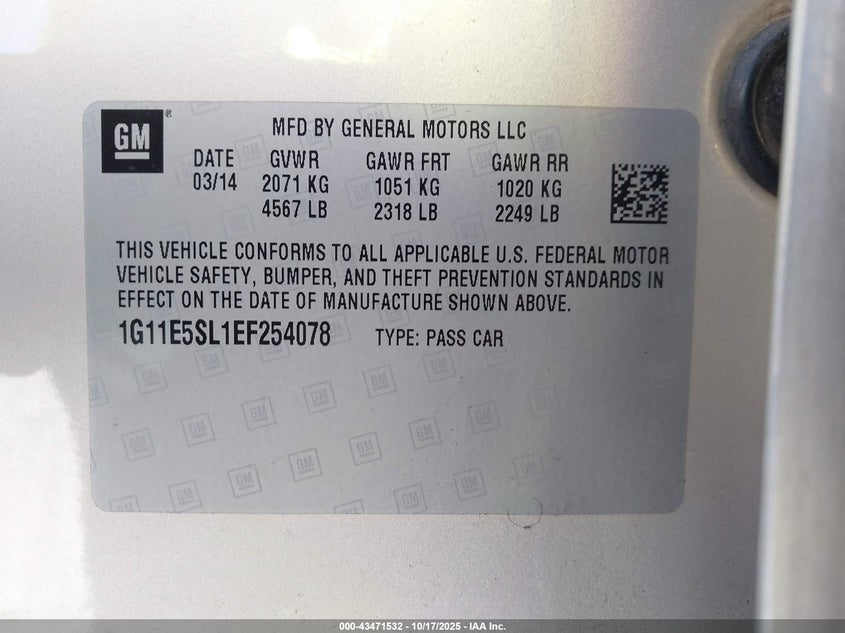 GM ®
MFD BY GENERAL MOTORS LLC
DATE GVWR GAWR FRT GAWR RR
03/14 2071 KG 1051 KG 1020 KG
4567 LB 2318 LB 2249 LB
THIS VEHICLE CONFORMS TO ALL APPLICABLE U.S. FEDERAL MOTOR
VEHICLE SAFETY, BUMPER, AND THEFT PREVENTION STANDARDS IN
EFFECT ON THE DATE OF MANUFACTURE SHOWN ABOVE.
1G11E5SL1EF254078 TYPE: PASS CAR
000-43471532 | 10/17/2025 - IAA Inc.